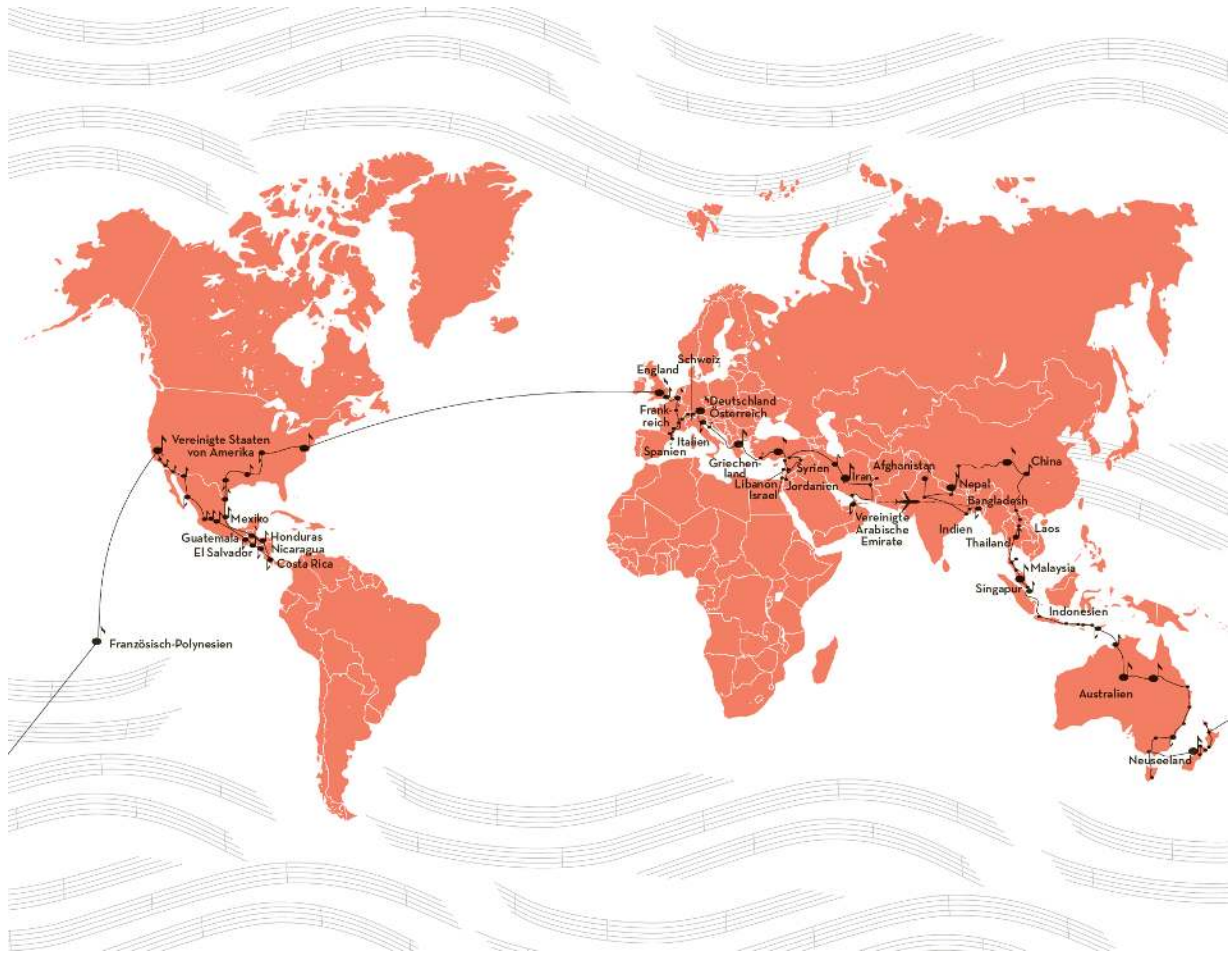 Schweiz
England
Deutschland
Österreich
Frank-
reich
Vereinigte Staaten
von Amerika
Italien
Spanien
Griechen-
land
Syrien
Afghanistan
China
Iran
Nepal
Libanon
Israel
Jordanien
Bangladesh
Mexiko
Vereinigte
Arabische
Emirate
Indien
Laos
Guatemala
Honduras
Thailand
El Salvador
Nicaragua
Costa Rica
Malaysia
Singapur
Indonesien
Französisch-Polynesien
Australien
Neuseeland